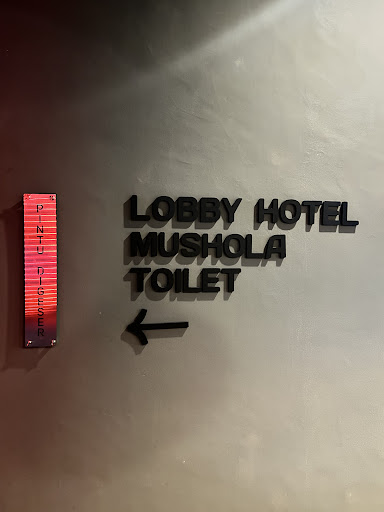 PINTU DIGESER
LOBBY HOTEL
MUSHOLA
TOILET